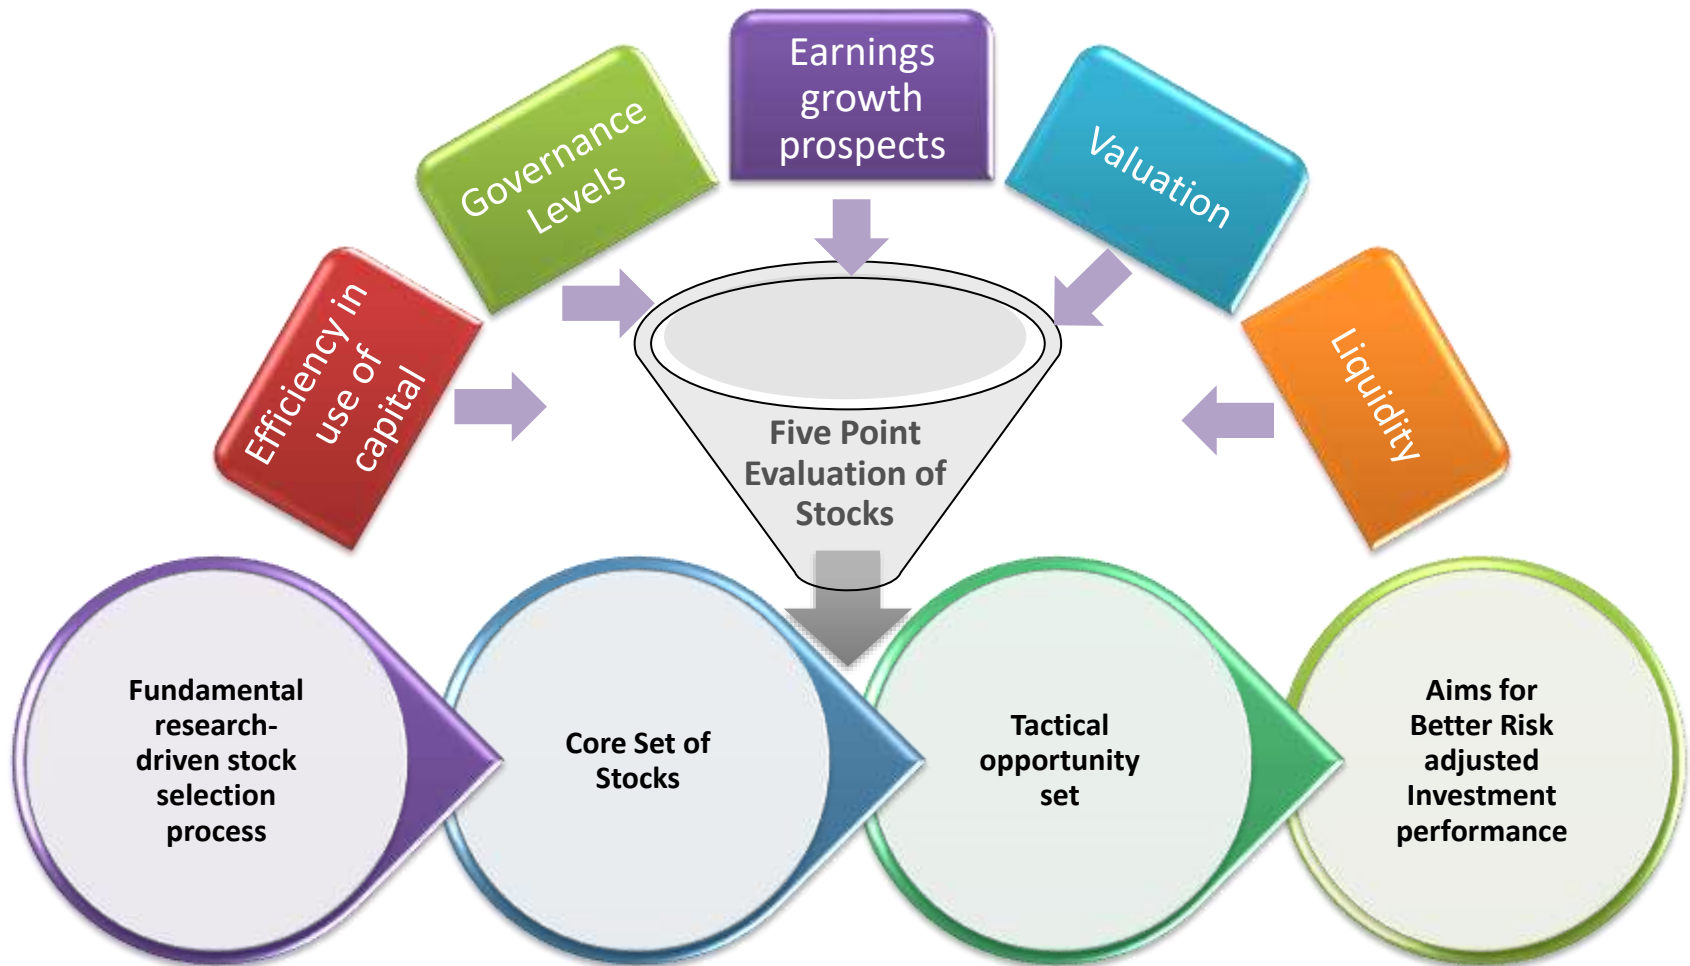 Earnings
growth
prospects
Governance
Levels
Valuation
Efficiency in
use of
capital
Liquidity
Five Point
Evaluation of
Stocks
Fundamental
research-
driven stock
selection
process
Core Set of
Stocks
Tactical
opportunity
set
Aims for
Better Risk
adjusted
Investment
performance